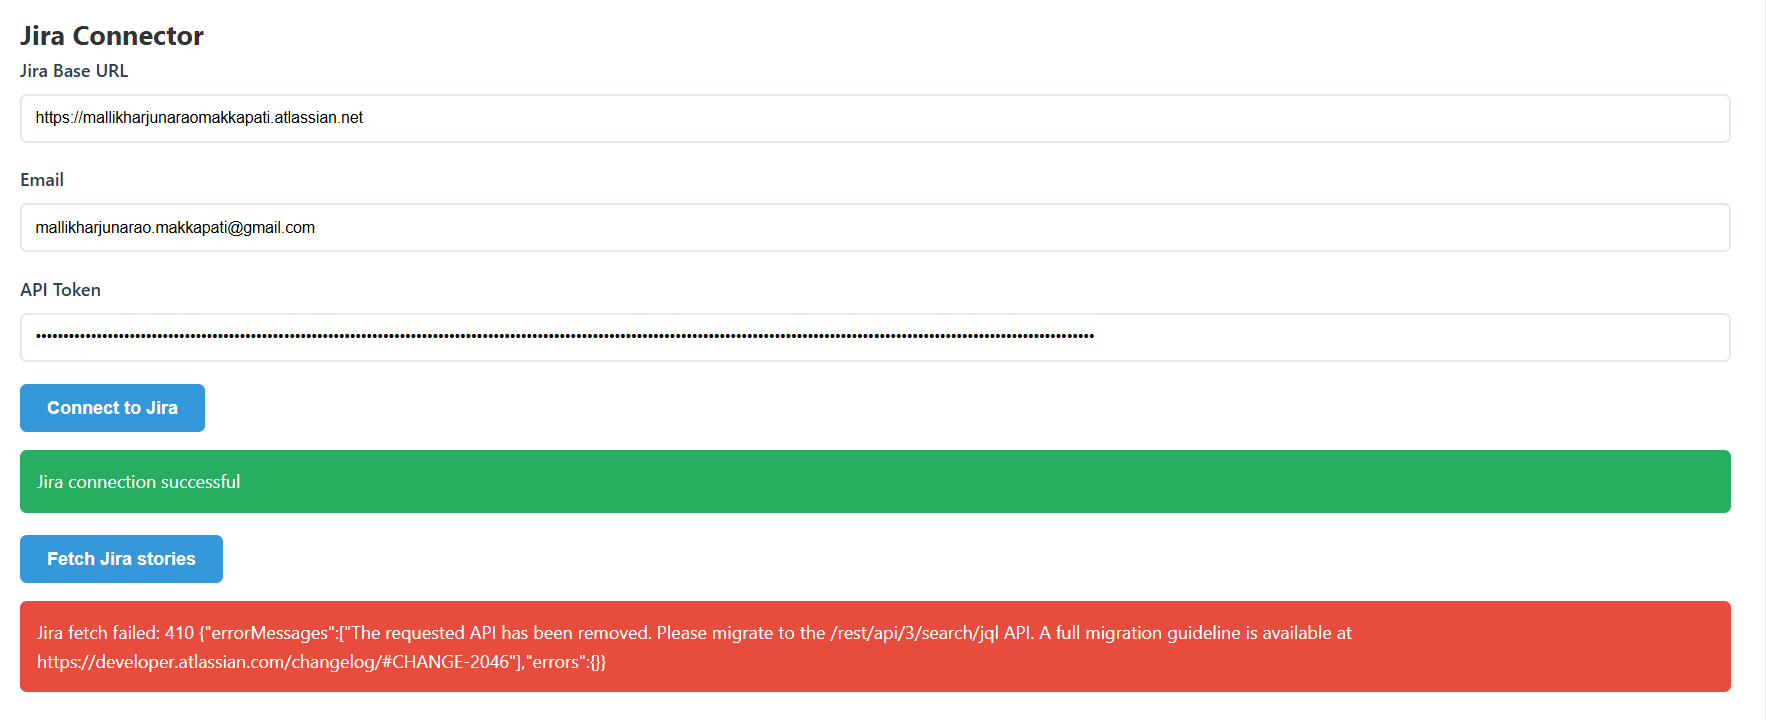 Jira Connector
Jira Base URL
https://mallikharjunaraomakkapati.atlassian.net
Email
mallikharjunarao.makkapati@gmail.com
API Token
Connect to Jira
Jira connection successful
Fetch Jira stories
Jira fetch failed: 410 {"errorMessages":["The requested API has been removed. Please migrate to the /rest/api/3/search/jql API. A full migration guideline is available at
https://developer.atlassian.com/changelog/#CHANGE-2046"],"errors":{}}